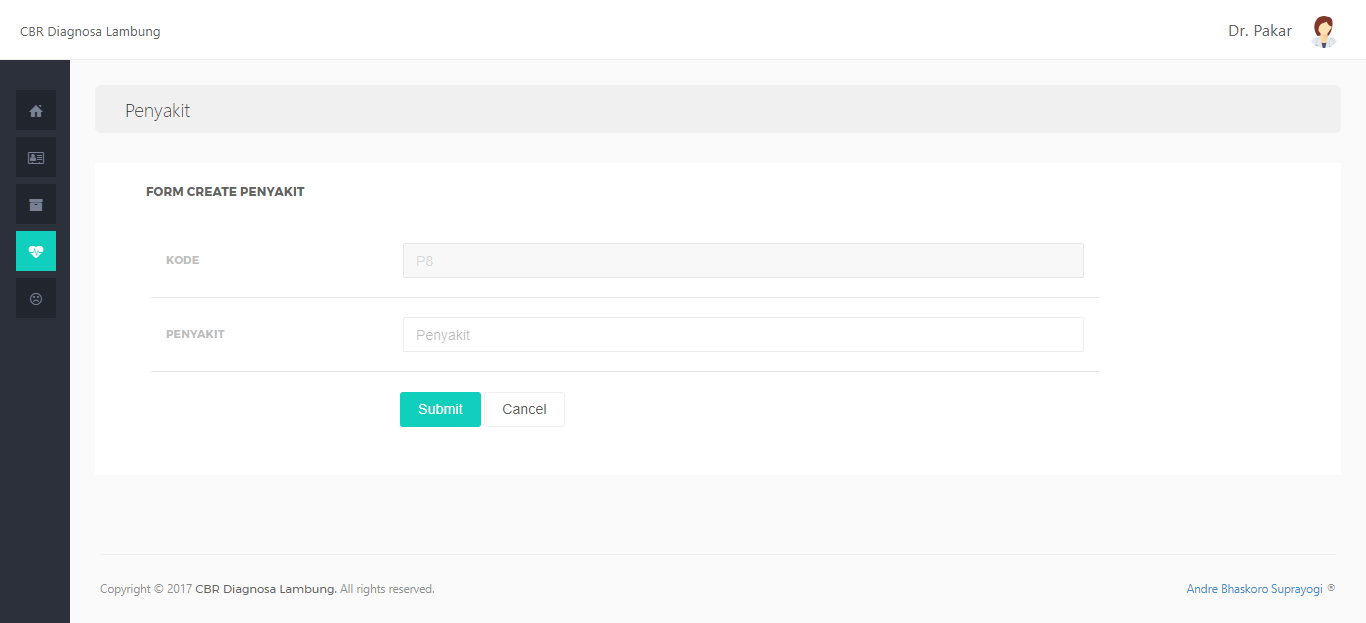 CBR Diagnosa Lambung
Dr. Pakar
Penyakit
FORM CREATE PENYAKIT
KODE
P8
PENYAKIT
Penyakit
Submit
Cancel
Copyright © 2017 CBR Diagnosa Lambung. All rights reserved.
Andre Bhaskoro Suprayogi ®